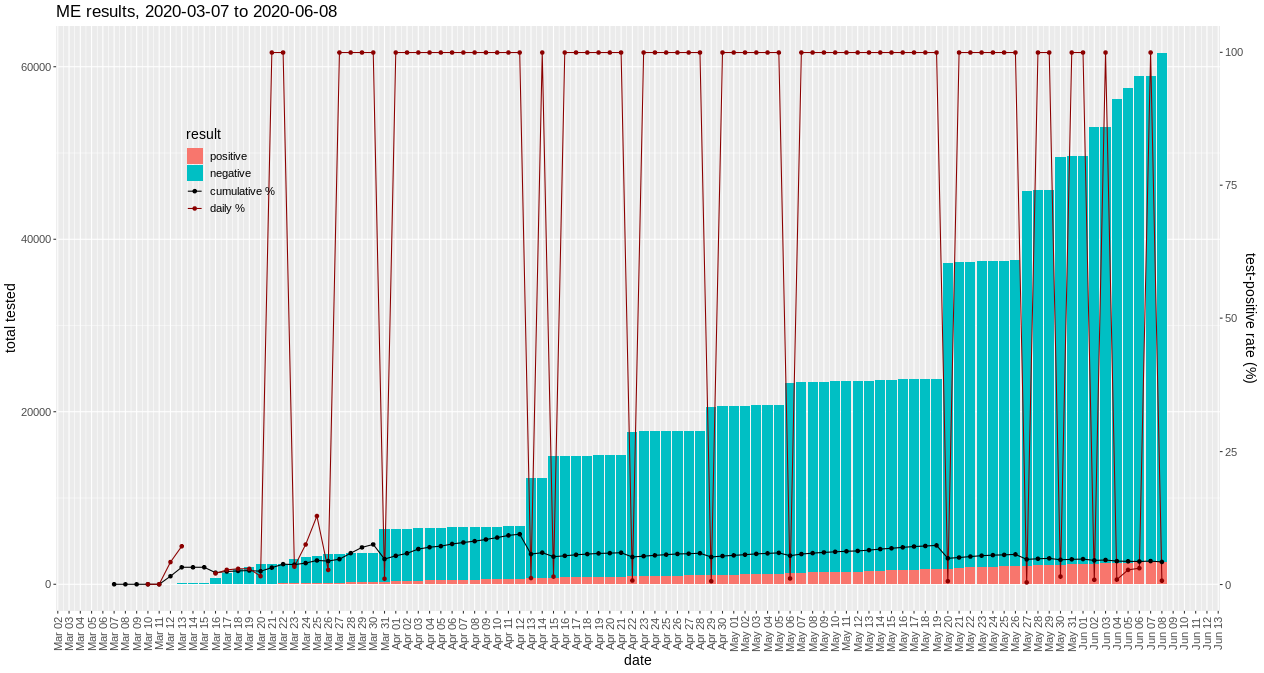 ME results, 2020-03-07 to 2020-06-08
60000
40000
20000
0
total tested
result
positive
negative
cumulative %
daily %
100
75
50
25
0
test-positive rate (%)
Mar 02
Mar 03
Mar 04
Mar 05
Mar 06
Mar 07
Mar 08
Mar 09
Mar 10
Mar 11
Mar 12
Mar 13
Mar 14
Mar 15
Mar 16
Mar 17
Mar 18
Mar 19
Mar 20
Mar 21
Mar 22
Mar 23
Mar 24
Mar 25
Mar 26
Mar 27
Mar 28
Mar 29
Mar 30
Mar 31
Apr 01
Apr 02
Apr 03
Apr 04
Apr 05
Apr 06
Apr 07
Apr 08
Apr 09
Apr 10
Apr 11
Apr 12
Apr 13
Apr 14
Apr 15
Apr 16
Apr 17
Apr 18
Apr 19
Apr 20
Apr 21
Apr 22
Apr 23
Apr 24
Apr 25
Apr 26
Apr 27
Apr 28
Apr 29
Apr 30
May 01
May 02
May 03
May 04
May 05
May 06
May 07
May 08
May 09
May 10
May 11
May 12
May 13
May 14
May 15
May 16
May 17
May 18
May 19
May 20
May 21
May 22
May 23
May 24
May 25
May 26
May 27
May 28
May 29
May 30
May 31
Jun 01
Jun 02
Jun 03
Jun 04
Jun 05
Jun 06
Jun 07
Jun 08
Jun 09
Jun 10
Jun 11
Jun 12
Jun 13
date